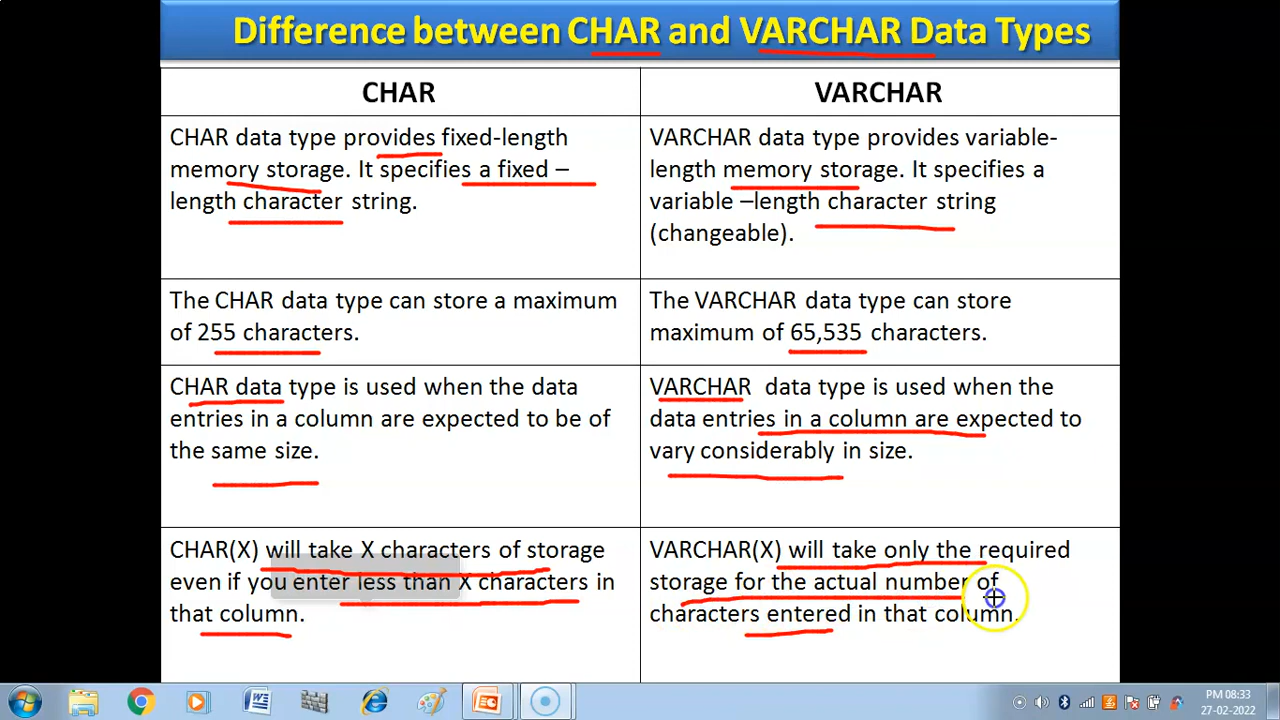 Difference between CHAR and VARCHAR Data Types
CHAR
VARCHAR
CHAR data type provides fixed-length
memory storage. It specifies a fixed –
length character string.
VARCHAR data type provides variable-
length memory storage. It specifies a
variable –length character string
(changeable).
The CHAR data type can store a maximum
of 255 characters.
The VARCHAR data type can store
maximum of 65,535 characters.
CHAR data type is used when the data
entries in a column are expected to be of
the same size.
VARCHAR data type is used when the
data entries in a column are expected to
vary considerably in size.
CHAR(X) will take X characters of storage
even if you enter less than X characters in
that column.
VARCHAR(X) will take only the required
storage for the actual number of
characters entered in that column.
PM 08:33
27-02-2022